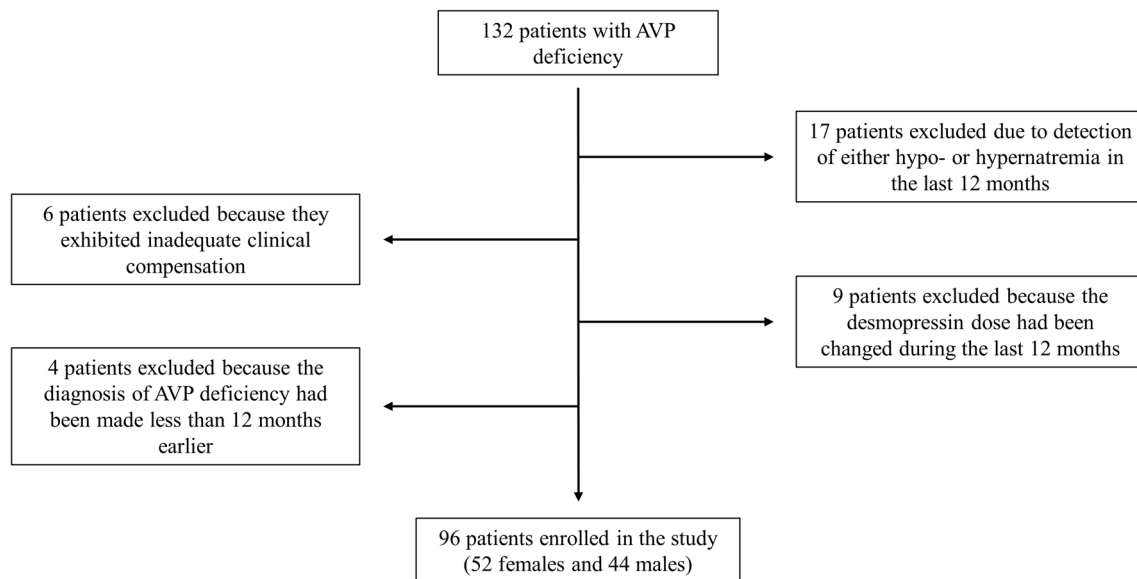 132 patients with AVP
deficiency
17 patients excluded due to detection
of either hypo- or hypernatremia in
the last 12 months
6 patients excluded because they
exhibited inadequate clinical
compensation
9 patients excluded because the
desmopressin dose had been
changed during the last 12 months
4 patients excluded because the
diagnosis of AVP deficiency had
been made less than 12 months
earlier
96 patients enrolled in the study
(52 females and 44 males)